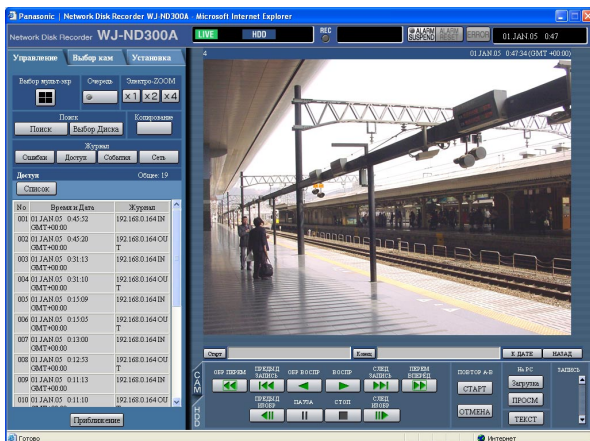 Panasonic | Network Disk Recorder WJ-ND300A - Microsoft Internet Explorer
Network Disk Recorder WJ-ND300A
LIVE HDD REC ALARM SUSPEND ALARM RESET ERROR 01.JAN.05 0:47
Управление Выбор кам Установка
4 01.JAN.05 0:47:34 (GMT +00:00)
Выбор мульт-экр Очередь Электро-ZOOM
x1 x2 x4
Поиск Копирование
Поиск Выбор Диска
Журнал
Ошибки Доступ События Сеть
Доступ Общее: 19
Список
No Время и Дата Журнал
001 01.JAN.05 0:45:52 192.168.0.164 IN
GMT+00:00
002 01.JAN.05 0:45:20 192.168.0.164 OU
GMT+00:00 T
003 01.JAN.05 0:31:13 192.168.0.164 IN
GMT+00:00
004 01.JAN.05 0:31:10 192.168.0.164 OU
GMT+00:00 T
005 01.JAN.05 0:15:09 192.168.0.164 IN
GMT+00:00
006 01.JAN.05 0:15:05 192.168.0.164 OU
GMT+00:00 T
007 01.JAN.05 0:13:00 192.168.0.164 IN
GMT+00:00
008 01.JAN.05 0:12:53 192.168.0.164 OU
GMT+00:00 T
009 01.JAN.05 0:11:13 192.168.0.164 IN
GMT+00:00
010 01.JAN.05 0:11:10 192.168.0.164 OU
GMT+00:00 T
Приближение
Старт Конец К ДАТЕ НАЗАД
CAM
HDD
ОБР ПЕРЕМ ПРЕДЫД ЗАПИСЬ ОБР ВОСПР ВОСПР СЛЕД ЗАПИСЬ ПЕРЕМ ВПЕРЁД
ПРЕДЫД ИЗОБР ПАУЗА СТОП СЛЕД ИЗОБР
ПОВТОР A-B На PC ЗАПИСЬ
СТАРТ Загрузка
ПРОСМ
ОТМЕНА ТЕКСТ
Готово Интернет